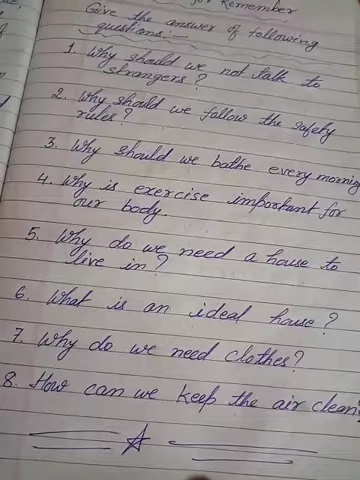 for Remember
Give the answer of following
questions:-
1. Why should we not talk to
strangers?
2. Why should we follow the safety
rules?
3. Why should we bathe every morning
4. Why is exercise important for
our body.
5. Why do we need a house to
live in?
6. What is an ideal house?
7. Why do we need clothes?
8. How can we keep the air clean?